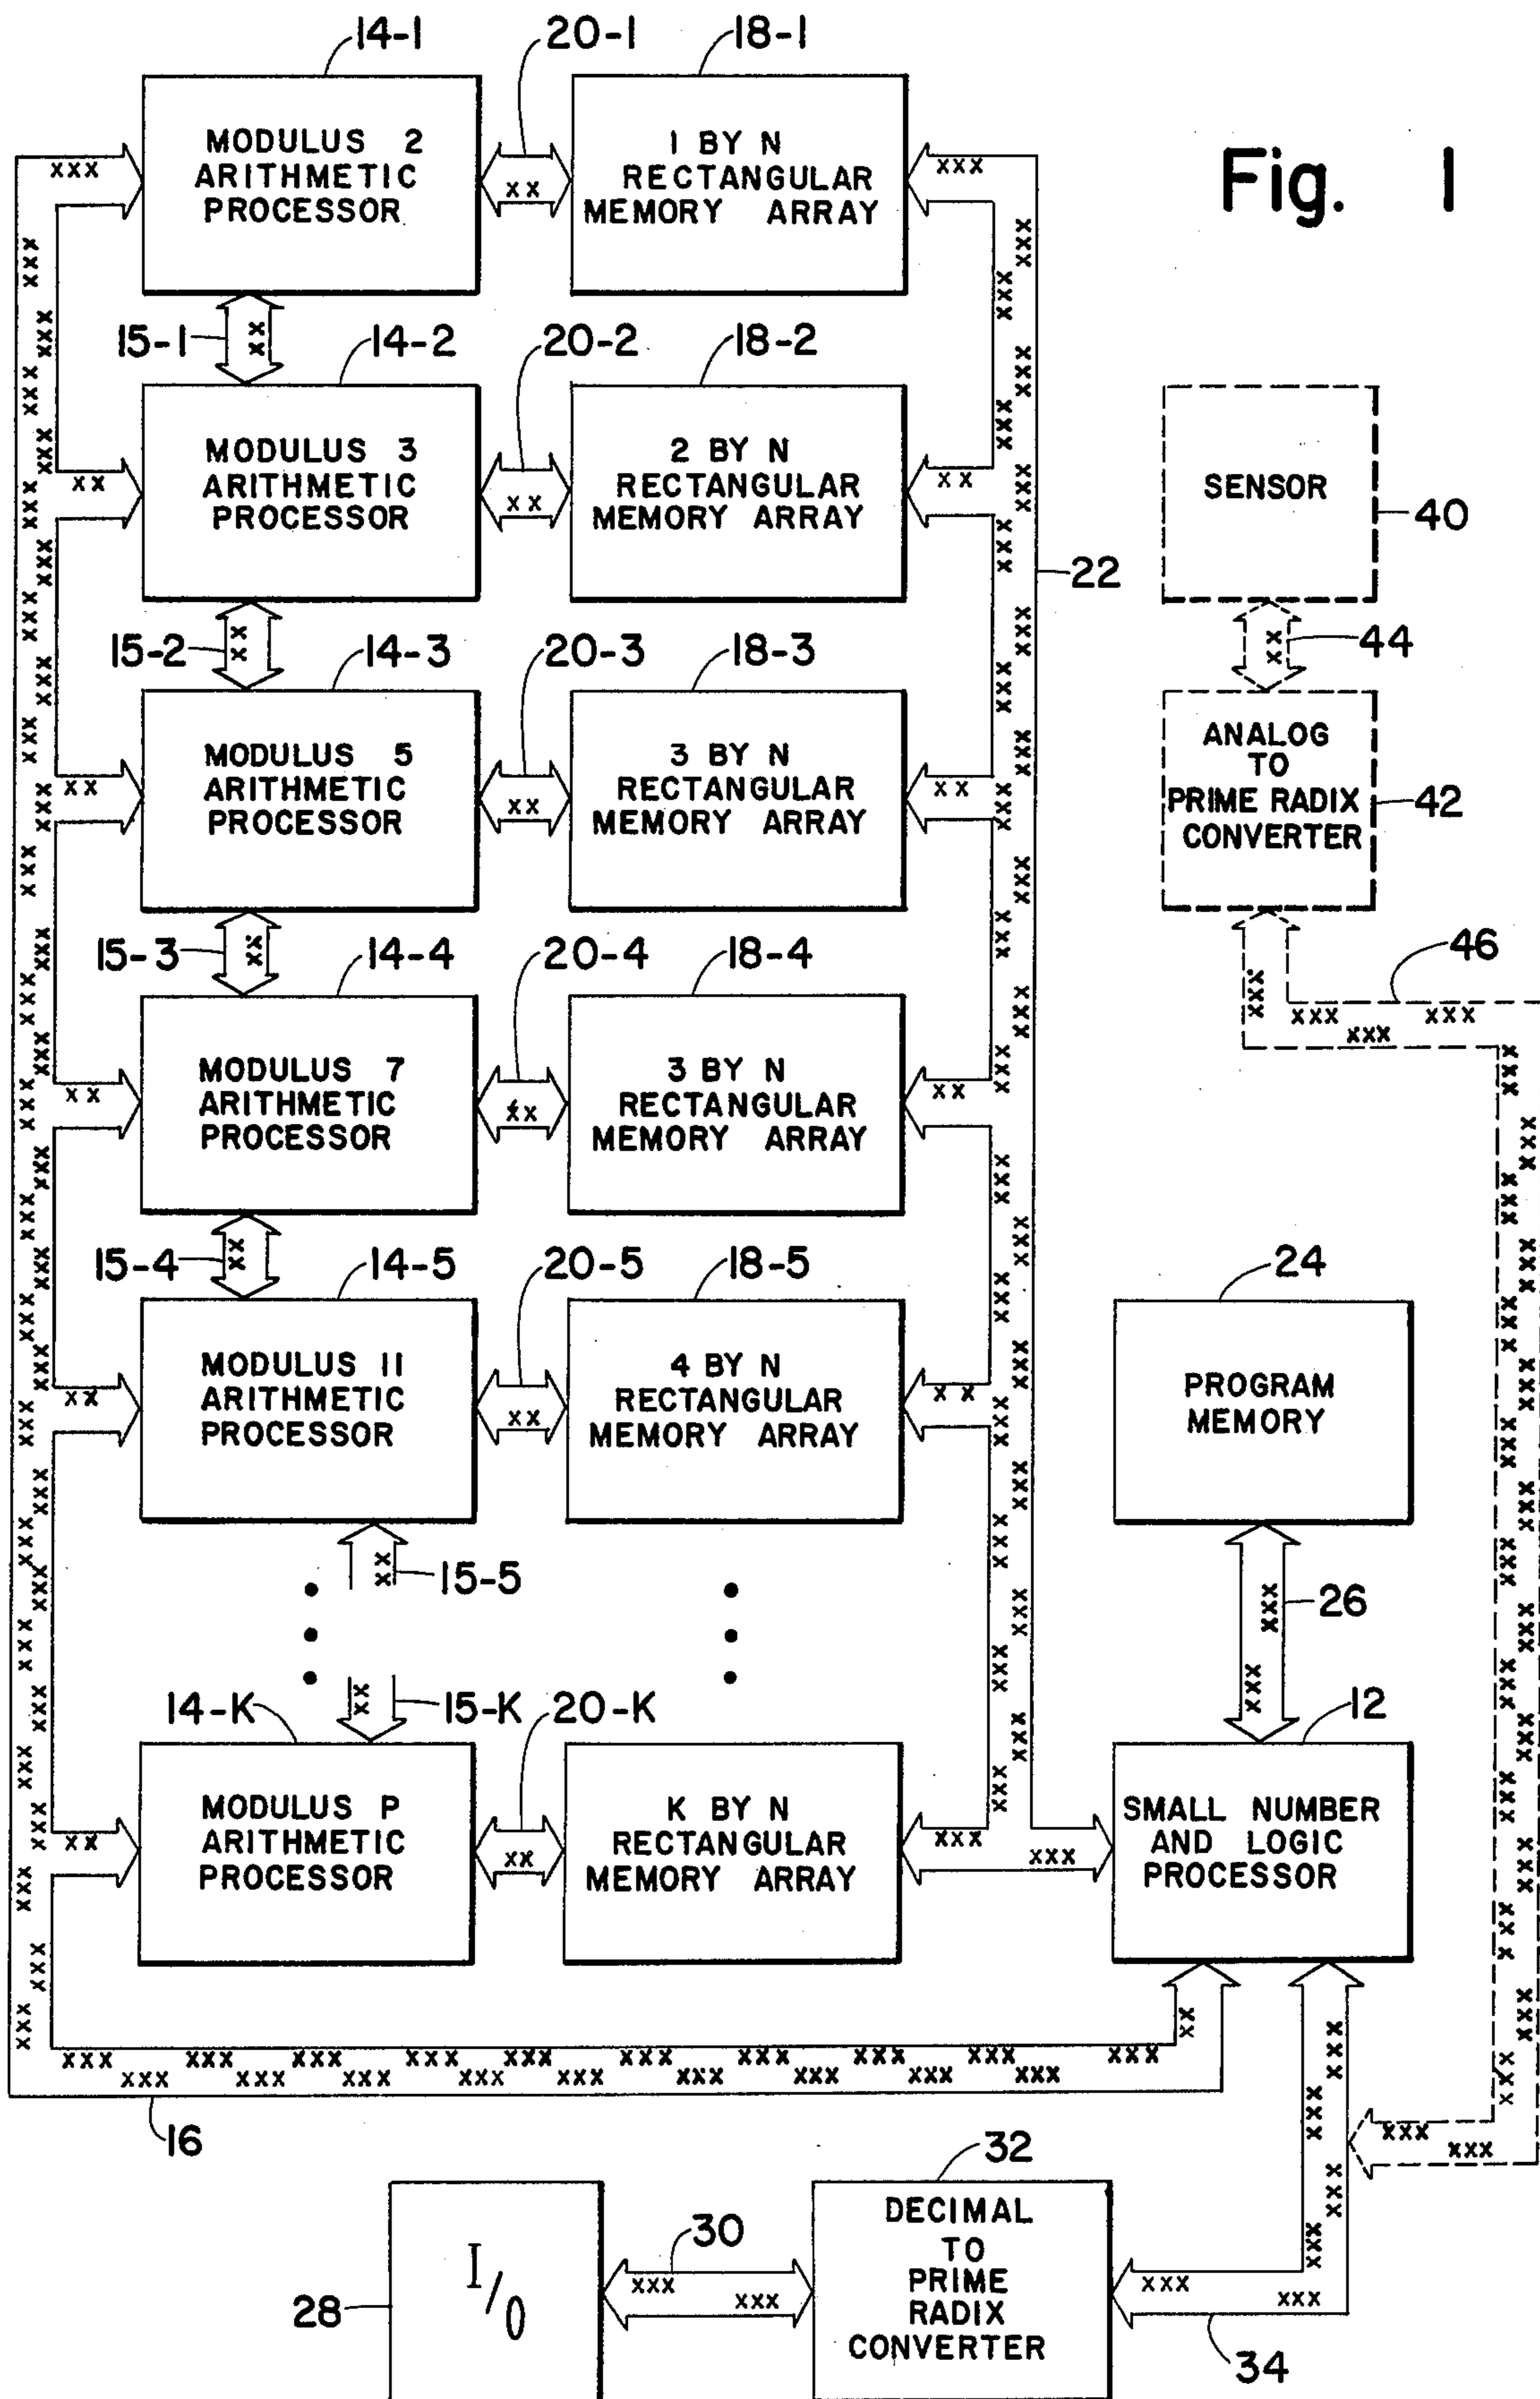 Fig. 1
14-1
20-1
18-1
MODULUS 2
ARITHMETIC
PROCESSOR
1 BY N
RECTANGULAR
MEMORY ARRAY
15-1
14-2
20-2
18-2
MODULUS 3
ARITHMETIC
PROCESSOR
2 BY N
RECTANGULAR
MEMORY ARRAY
22
SENSOR
40
15-2
14-3
20-3
18-3
44
MODULUS 5
ARITHMETIC
PROCESSOR
3 BY N
RECTANGULAR
MEMORY ARRAY
ANALOG
TO
PRIME RADIX
CONVERTER
42
15-3
14-4
20-4
18-4
46
MODULUS 7
ARITHMETIC
PROCESSOR
3 BY N
RECTANGULAR
MEMORY ARRAY
15-4
14-5
20-5
18-5
24
MODULUS 11
ARITHMETIC
PROCESSOR
4 BY N
RECTANGULAR
MEMORY ARRAY
PROGRAM
MEMORY
15-5
26
14-K
15-K
20-K
12
MODULUS P
ARITHMETIC
PROCESSOR
K BY N
RECTANGULAR
MEMORY ARRAY
SMALL NUMBER
AND LOGIC
PROCESSOR
16
32
I/O
28
30
DECIMAL
TO
PRIME
RADIX
CONVERTER
34